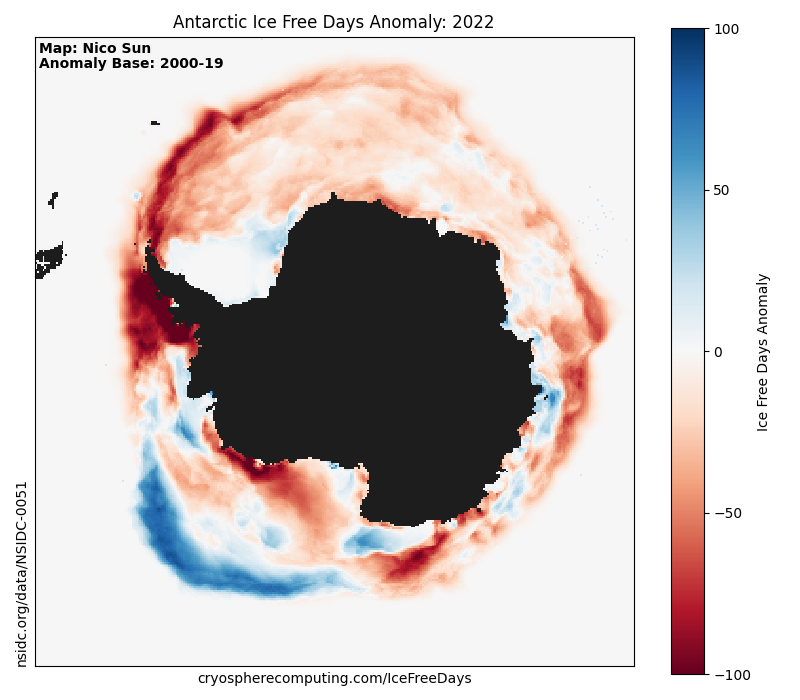 Antarctic Ice Free Days Anomaly: 2022
Map: Nico Sun
Anomaly Base: 2000-19
100
50
0
−50
−100
Ice Free Days Anomaly
nsidc.org/data/NSIDC-0051
cryospherecomputing.com/IceFreeDays